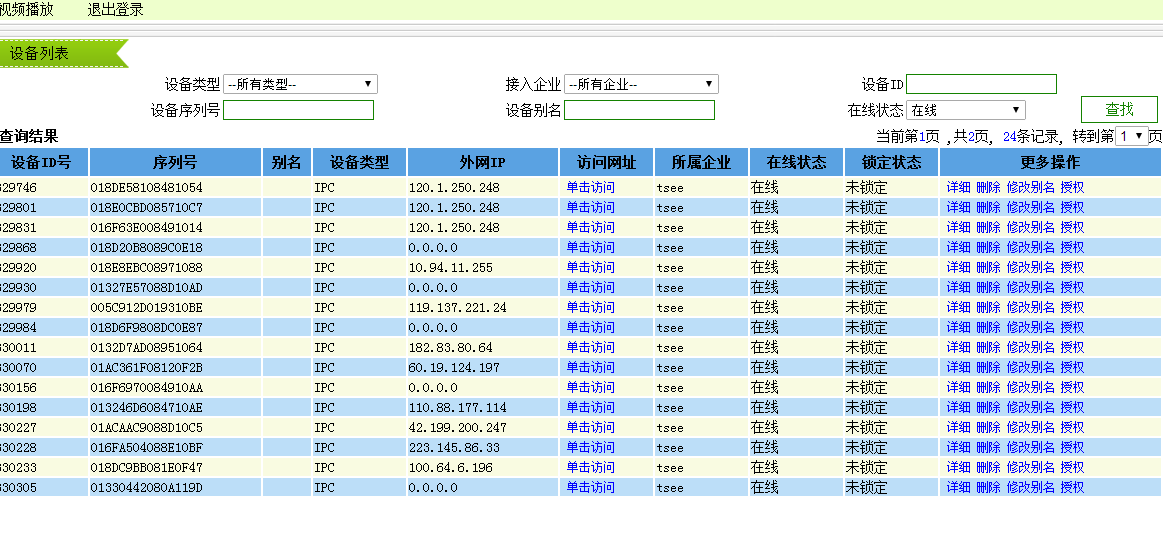 视频播放 退出登录
设备列表
设备类型 --所有类型-- 接入企业 --所有企业-- 设备ID
设备序列号 设备别名 在线状态 在线 查找
查询结果 当前第1页 ,共2页, 24条记录, 转到第 1 页
设备ID号 序列号 别名 设备类型 外网IP 访问网址 所属企业 在线状态 锁定状态 更多操作
29746 018DE58108481054 IPC 120.1.250.248 单击访问 tsee 在线 未锁定 详细 删除 修改别名 授权
29801 018E0CBD085710C7 IPC 120.1.250.248 单击访问 tsee 在线 未锁定 详细 删除 修改别名 授权
29831 016F63E008491014 IPC 120.1.250.248 单击访问 tsee 在线 未锁定 详细 删除 修改别名 授权
29868 018D20B8089C0E18 IPC 0.0.0.0 单击访问 tsee 在线 未锁定 详细 删除 修改别名 授权
29920 018E8EBC08971088 IPC 10.94.11.255 单击访问 tsee 在线 未锁定 详细 删除 修改别名 授权
29930 01327E57088D10AD IPC 0.0.0.0 单击访问 tsee 在线 未锁定 详细 删除 修改别名 授权
29979 005C912D019310BE IPC 119.137.221.24 单击访问 tsee 在线 未锁定 详细 删除 修改别名 授权
29984 018D6F9808DC0E87 IPC 0.0.0.0 单击访问 tsee 在线 未锁定 详细 删除 修改别名 授权
30011 0132D7AD08951064 IPC 182.83.80.64 单击访问 tsee 在线 未锁定 详细 删除 修改别名 授权
30070 01AC361F08120F2B IPC 60.19.124.197 单击访问 tsee 在线 未锁定 详细 删除 修改别名 授权
30156 016F6970084910AA IPC 0.0.0.0 单击访问 tsee 在线 未锁定 详细 删除 修改别名 授权
30198 013246D6084710AE IPC 110.88.177.114 单击访问 tsee 在线 未锁定 详细 删除 修改别名 授权
30227 01ACAAC9088D10C5 IPC 42.199.200.247 单击访问 tsee 在线 未锁定 详细 删除 修改别名 授权
30228 016FA504088E10BF IPC 223.145.86.33 单击访问 tsee 在线 未锁定 详细 删除 修改别名 授权
30233 018DC9BB081E0F47 IPC 100.64.6.196 单击访问 tsee 在线 未锁定 详细 删除 修改别名 授权
30305 01330442080A119D IPC 0.0.0.0 单击访问 tsee 在线 未锁定 详细 删除 修改别名 授权